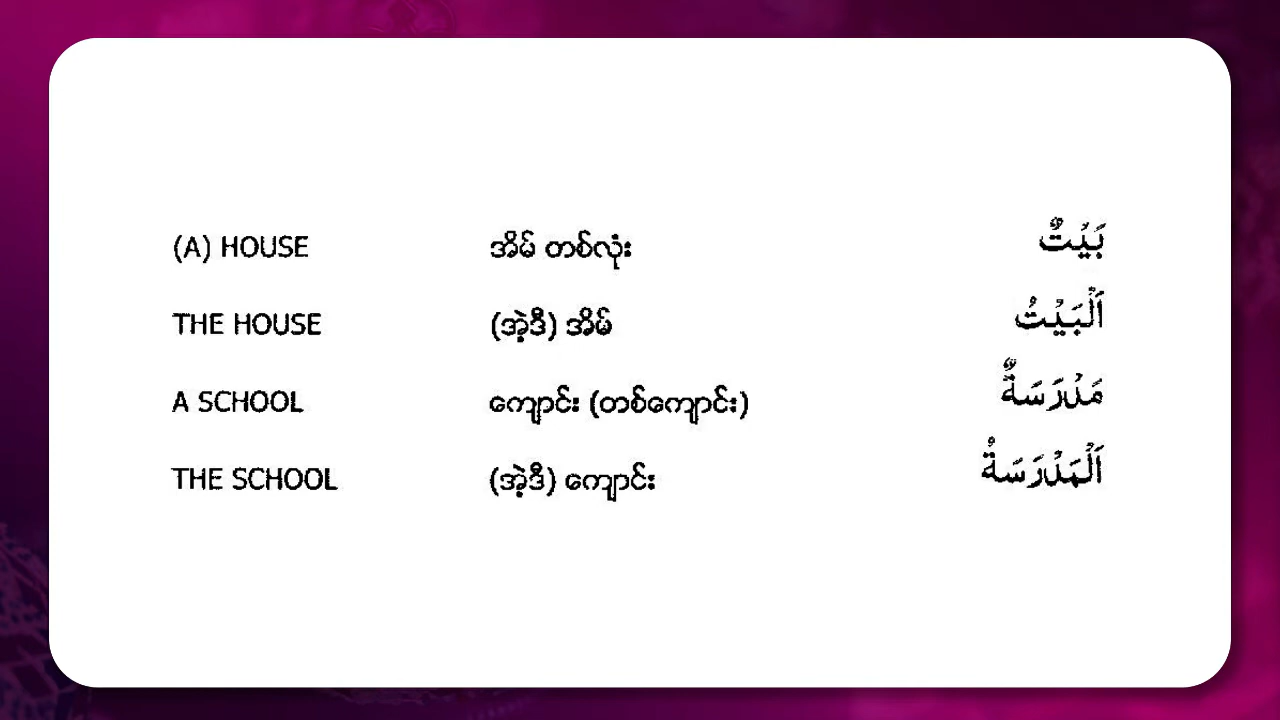 (A) HOUSE အိမ် တစ်လုံး بَيْتٌ
THE HOUSE (အဲ့ဒီ) အိမ် اَلْبَيْتُ
A SCHOOL ကျောင်း (တစ်ကျောင်း) مَدْرَسَةٌ
THE SCHOOL (အဲ့ဒီ) ကျောင်း اَلْمَدْرَسَةُ